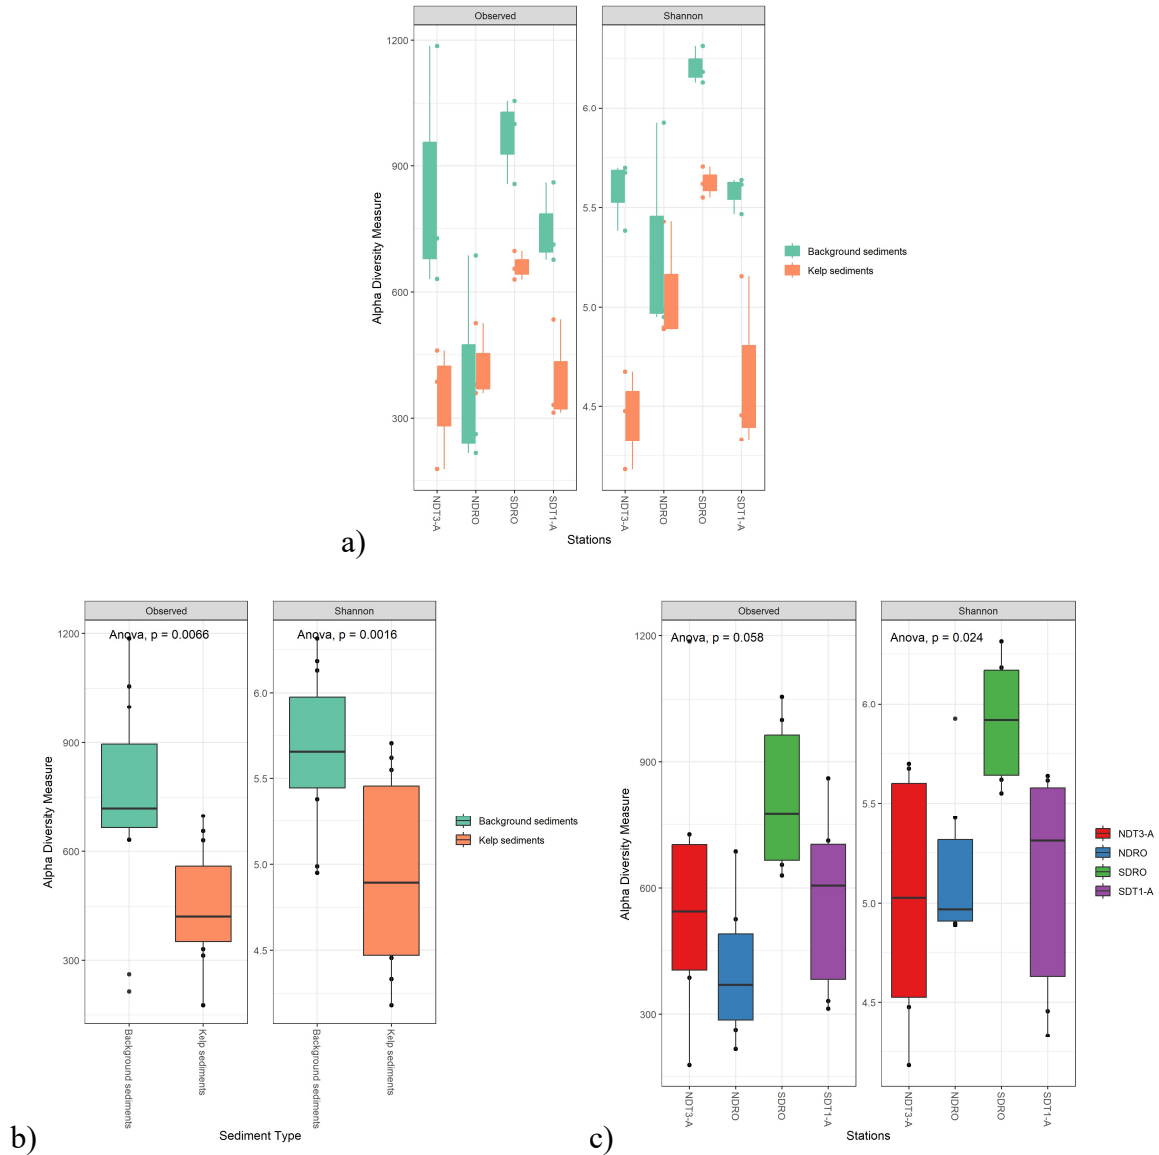 Observed
Shannon
Alpha Diversity Measure
1200
900
600
300
6.0
5.5
5.0
4.5
NDT3-A
NDRO
SDRO
SDT1-A
NDT3-A
NDRO
SDRO
SDT1-A
Stations
Background sediments
Kelp sediments
a)
Observed
Shannon
Anova, p = 0.0066
Anova, p = 0.0016
Alpha Diversity Measure
1200
900
600
300
6.0
5.5
5.0
4.5
Background sediments
Kelp sediments
Background sediments
Kelp sediments
Sediment Type
Background sediments
Kelp sediments
b)
Observed
Shannon
Anova, p = 0.058
Anova, p = 0.024
Alpha Diversity Measure
1200
900
600
300
6.0
5.5
5.0
4.5
NDT3-A
NDRO
SDRO
SDT1-A
NDT3-A
NDRO
SDRO
SDT1-A
Stations
NDT3-A
NDRO
SDRO
SDT1-A
c)